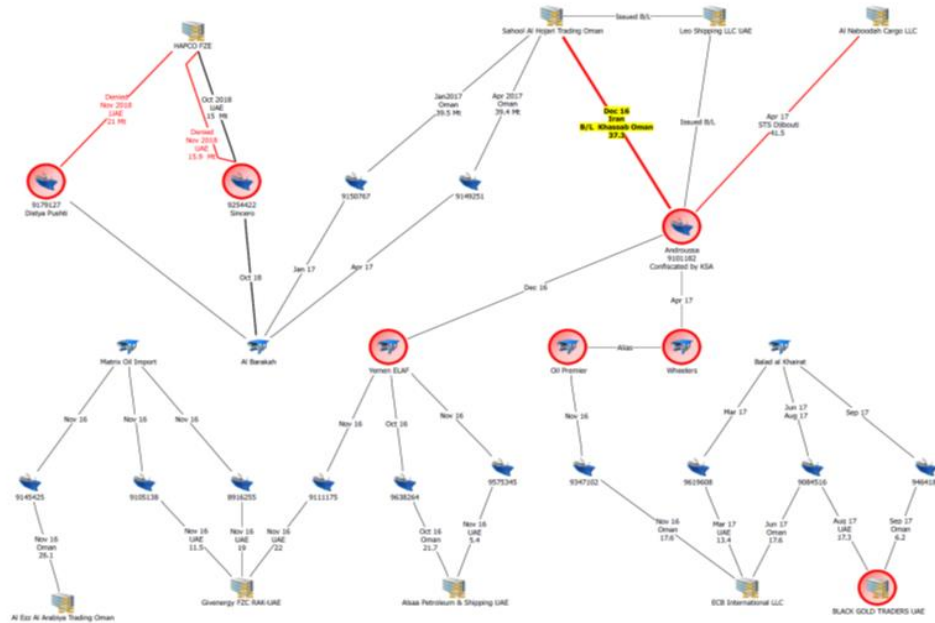 HAPCO FZE
Sahool Al Hojari Trading Oman
Issued B/L
Leo Shipping LLC UAE
Al Naboodah Cargo LLC
Denied
Nov 2018
UAE
21 Mt
Oct 2018
UAE
15 Mt
Denied
Nov 2018
UAE
15.9 Mt
Jan2017
Oman
39.5 Mt
Apr 2017
Oman
39.4 Mt
Dec 16
Iran
B/L Khassab Oman
37.3
Issued B/L
Apr 17
STS Djibouti
41.5
9179127
Distya Pushti
9254422
Sincero
9150767
9149251
Androussa
9101182
Confiscated by KSA
Oct 18
Jan 17
Apr 17
Dec 16
Apr 17
Matrix Oil Import
Al Barakah
Yemen ELAF
Oil Premier
Alias
Wheelers
Balad al Khairat
Nov 16
Nov 16
Nov 16
Nov 16
Oct 16
Nov 16
Nov 16
Mar 17
Jun 17
Aug 17
Sep 17
9145425
9105138
8916255
9111175
9638264
9575345
9347102
9619608
9084516
946418
Nov 16
Oman
28.1
Nov 16
UAE
11.5
Nov 16
UAE
19
Nov 16
UAE
22
Oct 16
Oman
21.7
Nov 16
UAE
5.4
Nov 16
Oman
17.6
Mar 17
UAE
13.4
Jun 17
Oman
17.6
Aug 17
UAE
17.3
Sep 17
Oman
6.2
Al Ezz Al Arabiya Trading Oman
Givenergy FZC RAK-UAE
Alsaa Petroleum & Shipping UAE
ECB International LLC
BLACK GOLD TRADERS UAE